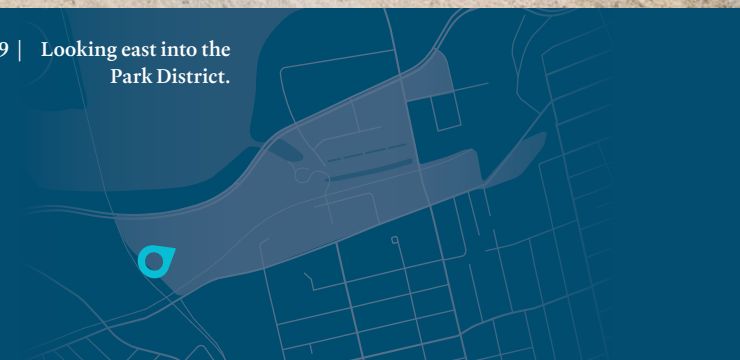 9 | Looking east into the
Park District.